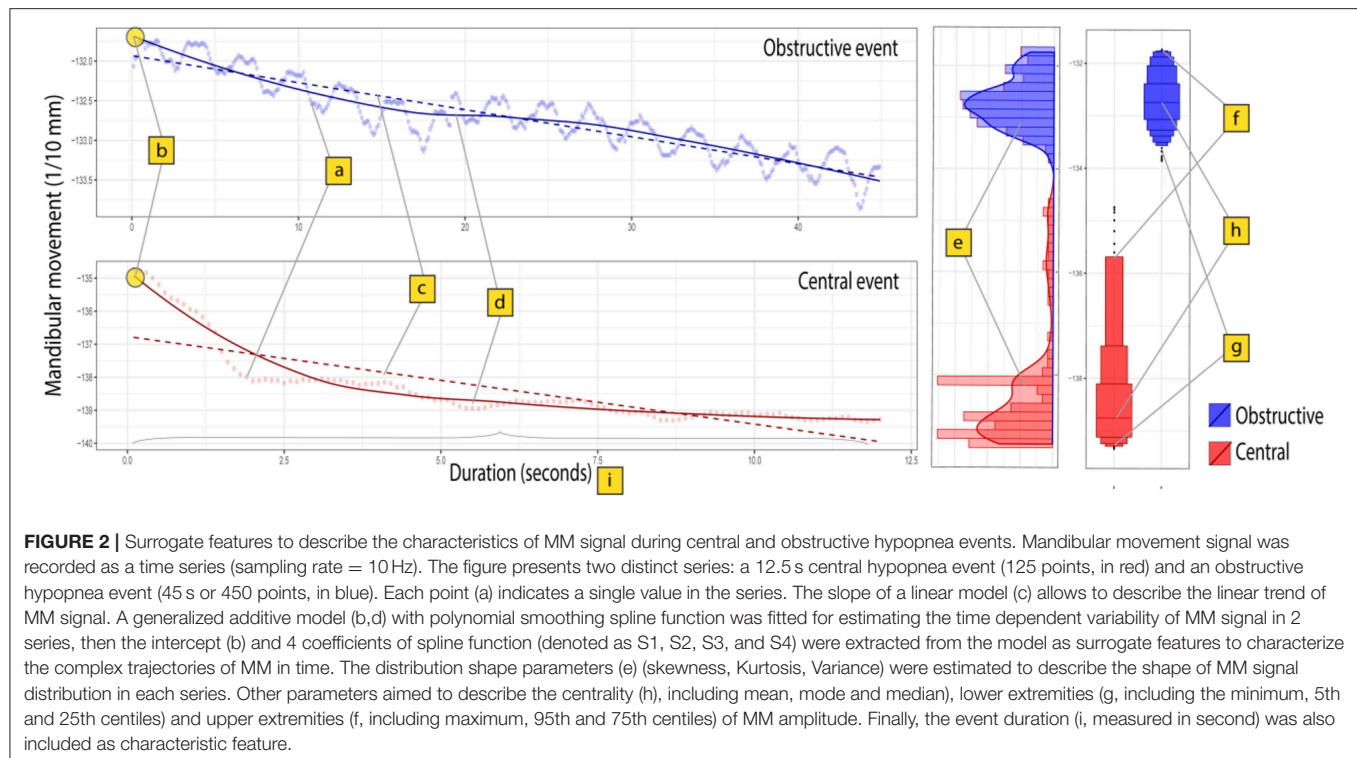 Obstructive event
Mandibular movement (1/10 mm)
−132.0
−132.5
−133.0
−133.5
0
10
20
30
40
b
a
c
d
Central event
−135
−136
−137
−138
−139
−140
0.0
2.5
5.0
7.5
10.0
12.5
Duration (seconds)
i
e
−132
−134
−136
−138
f
h
g
Obstructive
Central
FIGURE 2 | Surrogate features to describe the characteristics of MM signal during central and obstructive hypopnea events. Mandibular movement signal was
recorded as a time series (sampling rate = 10 Hz). The figure presents two distinct series: a 12.5 s central hypopnea event (125 points, in red) and an obstructive
hypopnea event (45 s or 450 points, in blue). Each point (a) indicates a single value in the series. The slope of a linear model (c) allows to describe the linear trend of
MM signal. A generalized additive model (b,d) with polynomial smoothing spline function was fitted for estimating the time dependent variability of MM signal in 2
series, then the intercept (b) and 4 coefficients of spline function (denoted as S1, S2, S3, and S4) were extracted from the model as surrogate features to characterize
the complex trajectories of MM in time. The distribution shape parameters (e) (skewness, Kurtosis, Variance) were estimated to describe the shape of MM signal
distribution in each series. Other parameters aimed to describe the centrality (h), including mean, mode and median), lower extremities (g, including the minimum, 5th
and 25th centiles) and upper extremities (f, including maximum, 95th and 75th centiles) of MM amplitude. Finally, the event duration (i, measured in second) was also
included as characteristic feature.